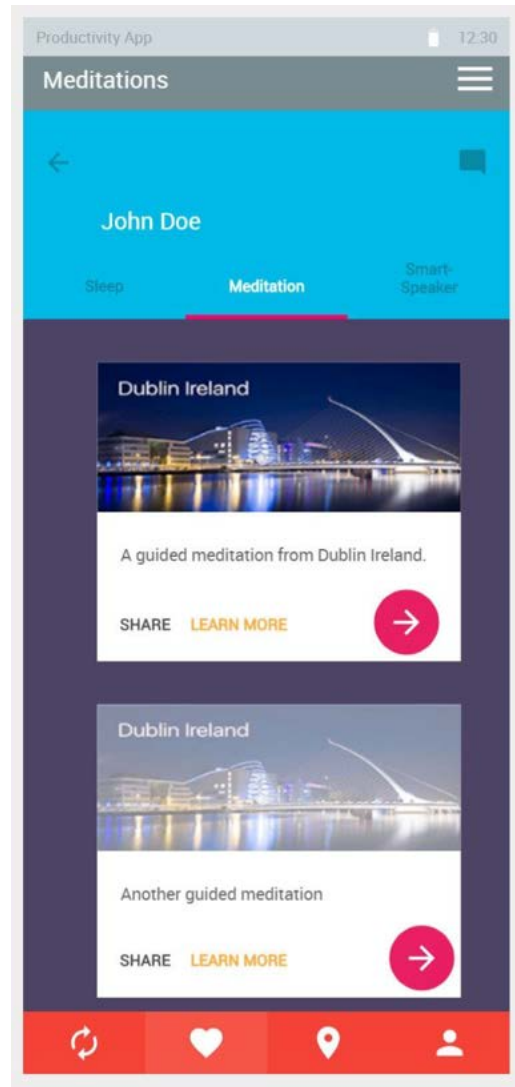 Productivity App 12:30
Meditations
John Doe
Sleep Meditation Smart-
Speaker
Dublin Ireland
A guided meditation from Dublin Ireland.
SHARE LEARN MORE
Dublin Ireland
Another guided meditation
SHARE LEARN MORE